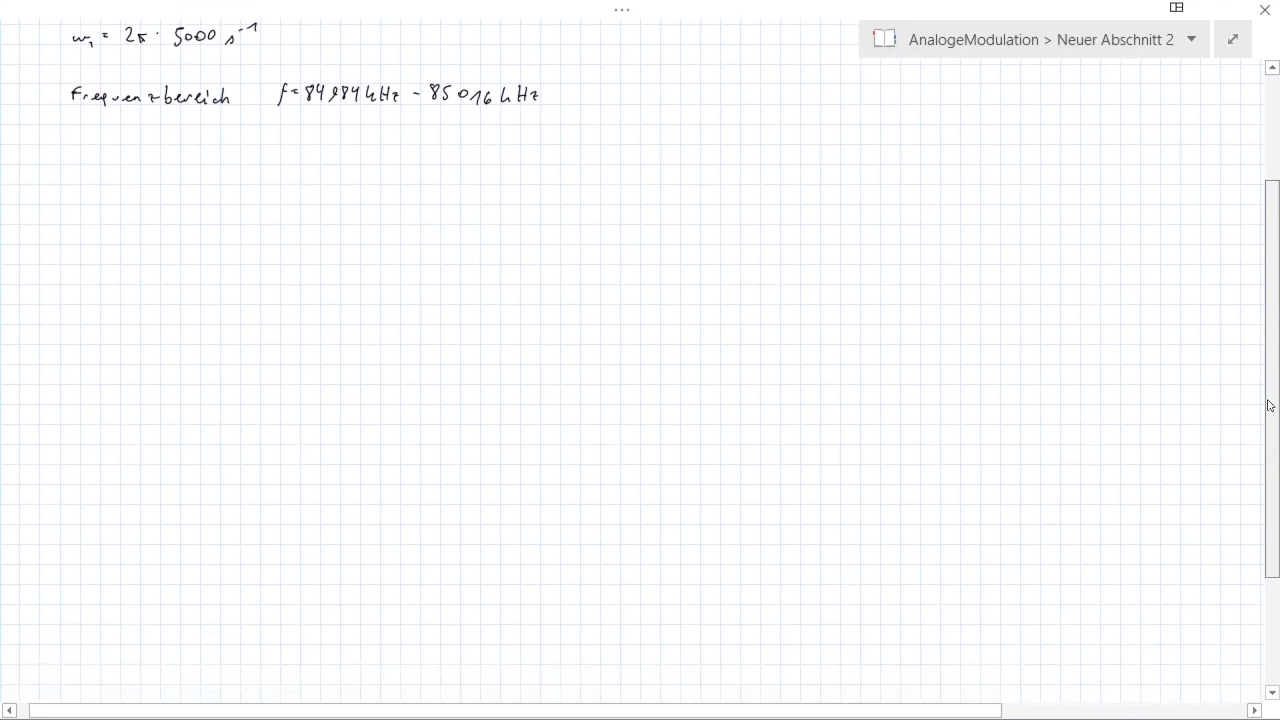 ω₁ = 2π · 5000 s⁻¹
AnalogeModulation > Neuer Abschnitt 2
Frequenzbereich f = 84984 kHz - 85016 kHz